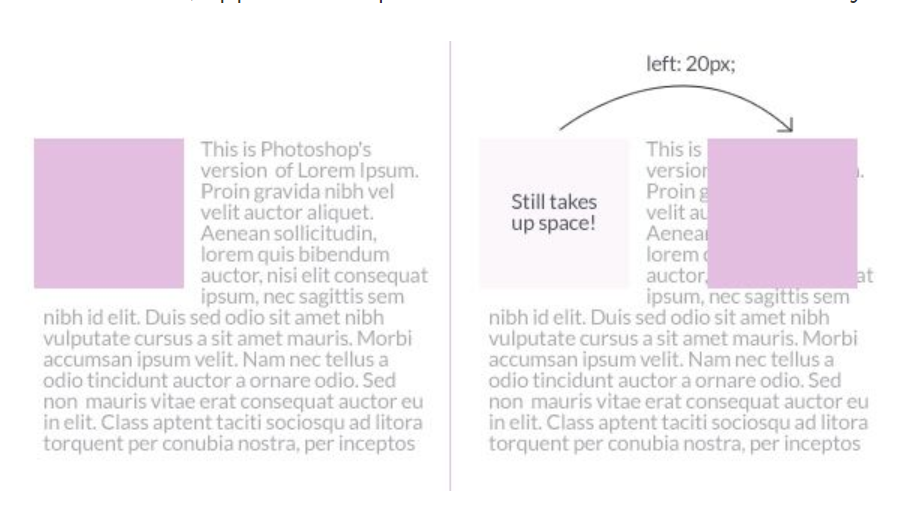 This is Photoshop's
version of Lorem Ipsum.
Proin gravida nibh vel
velit auctor aliquet.
Aenean sollicitudin,
lorem quis bibendum
auctor, nisi elit consequat
ipsum, nec sagittis sem
nibh id elit. Duis sed odio sit amet nibh
vulputate cursus a sit amet mauris. Morbi
accumsan ipsum velit. Nam nec tellus a
odio tincidunt auctor a ornare odio. Sed
non mauris vitae erat consequat auctor eu
in elit. Class aptent taciti sociosqu ad litora
torquent per conubia nostra, per inceptos
left: 20px;
Still takes
up space!
This is
version
Proin
velit
Aenean
lorem
auctor,
ipsum, nec sagittis sem
nibh id elit. Duis sed odio sit amet nibh
vulputate cursus a sit amet mauris. Morbi
accumsan ipsum velit. Nam nec tellus a
odio tincidunt auctor a ornare odio. Sed
non mauris vitae erat consequat auctor eu
in elit. Class aptent taciti sociosqu ad litora
torquent per conubia nostra, per inceptos